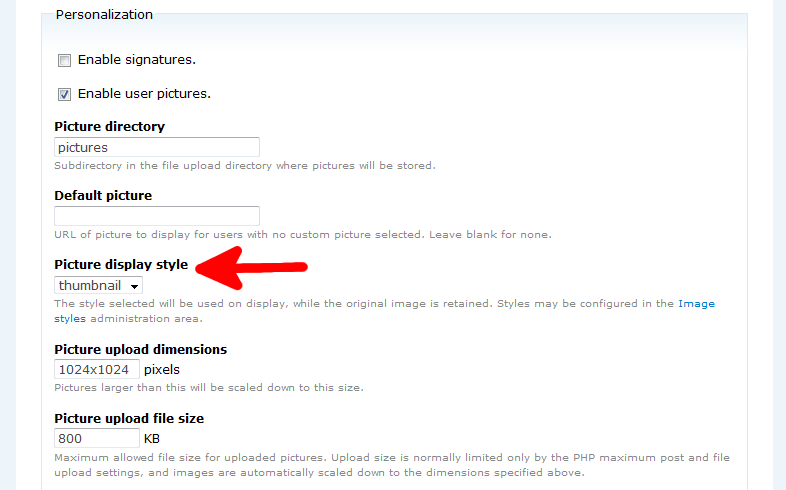 Personalization
Enable signatures.
Enable user pictures.
Picture directory
pictures
Subdirectory in the file upload directory where pictures will be stored.
Default picture
URL of picture to display for users with no custom picture selected. Leave blank for none.
Picture display style
thumbnail
The style selected will be used on display, while the original image is retained. Styles may be configured in the Image
styles administration area.
Picture upload dimensions
1024x1024 pixels
Pictures larger than this will be scaled down to this size.
Picture upload file size
800 KB
Maximum allowed file size for uploaded pictures. Upload size is normally limited only by the PHP maximum post and file
upload settings, and images are automatically scaled down to the dimensions specified above.